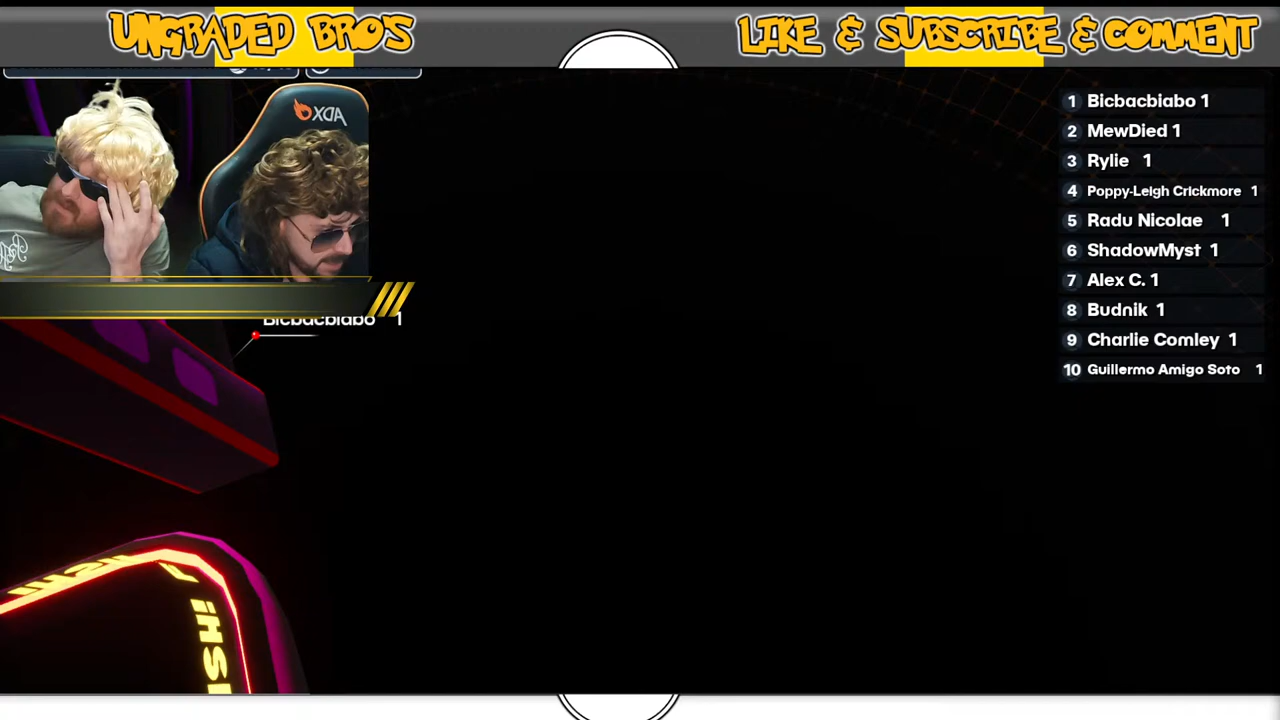 UNGRADED BRO'S
LIKE & SUBSCRIBE & COMMENT
1 Bicbacbiabo 1
2 MewDied 1
3 Rylie 1
4 Poppy-Leigh Crickmore 1
5 Radu Nicolae 1
6 ShadowMyst 1
7 Alex C. 1
8 Budnik 1
9 Charlie Comley 1
10 Guillermo Amigo Soto 1
Bicbacbiabo 1